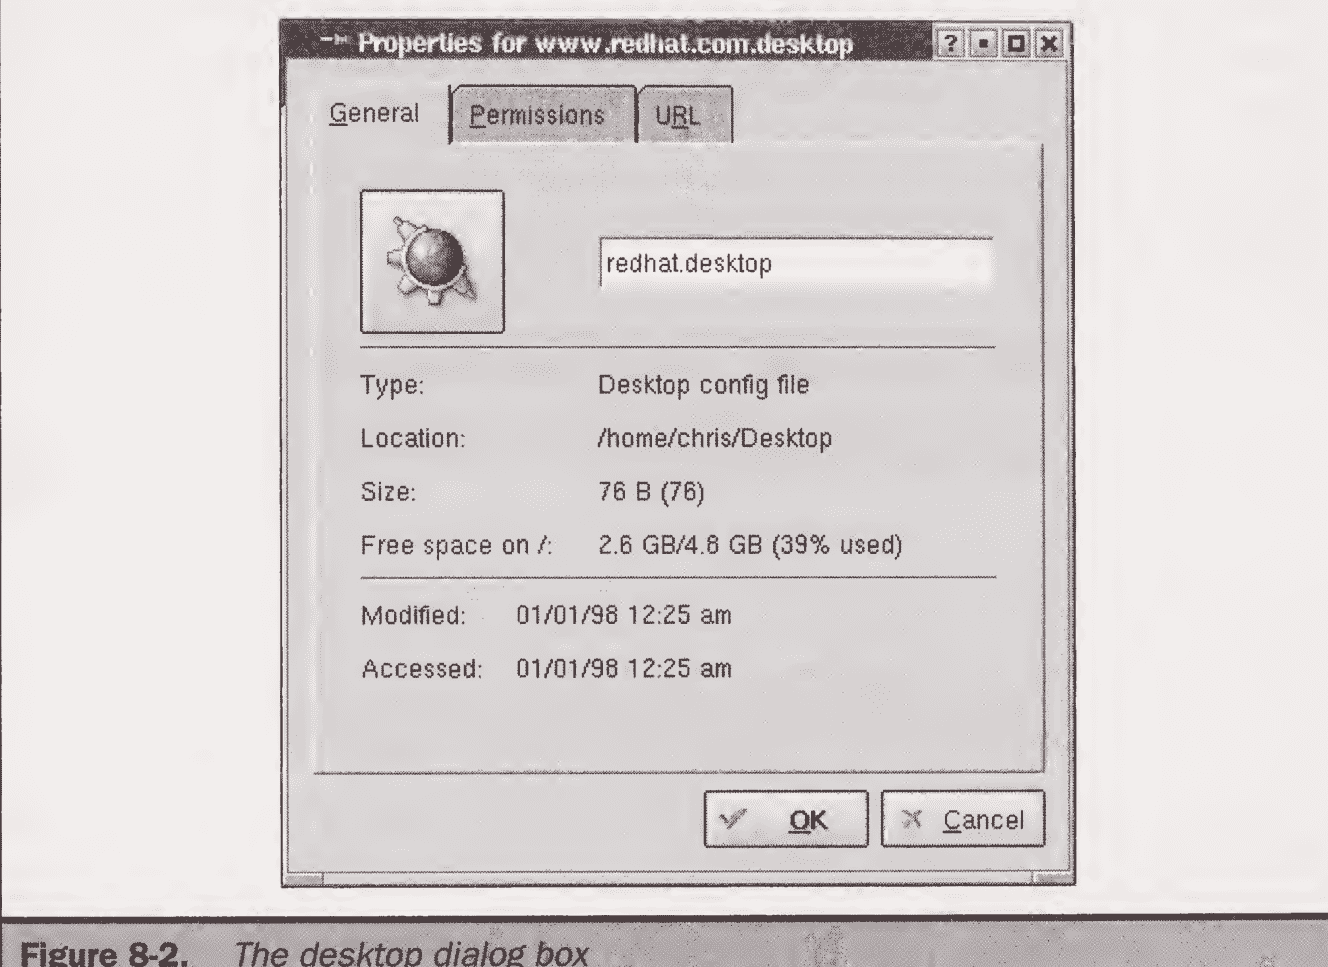 Properties for www.redhat.com.desktop
General Permissions URL
redhat.desktop
Type: Desktop config file
Location: /home/chris/Desktop
Size: 76 B (76)
Free space on /: 2.6 GB/4.6 GB (39% used)
Modified: 01/01/98 12:25 am
Accessed: 01/01/98 12:25 am
OK Cancel
Figure 8-2. The desktop dialog box